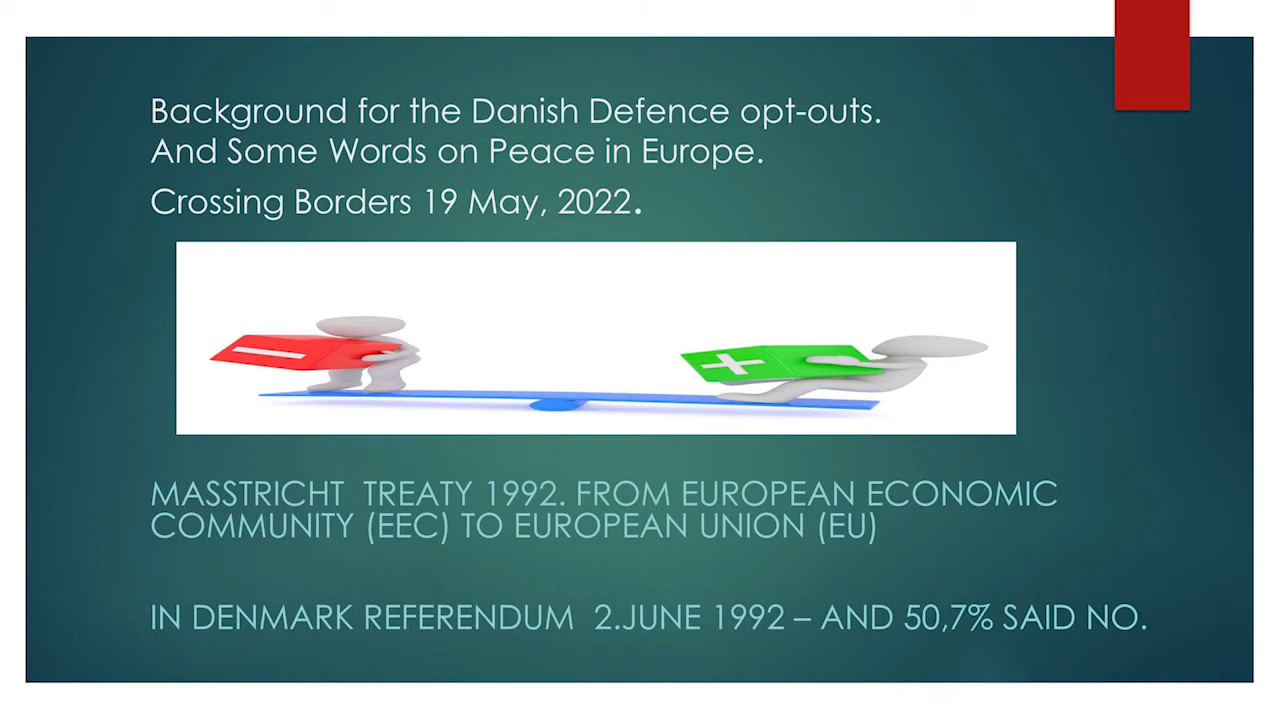 Background for the Danish Defence opt-outs.
And Some Words on Peace in Europe.
Crossing Borders 19 May, 2022.
MASSTRICHT TREATY 1992. FROM EUROPEAN ECONOMIC
COMMUNITY (EEC) TO EUROPEAN UNION (EU)
IN DENMARK REFERENDUM 2.JUNE 1992 – AND 50,7% SAID NO.